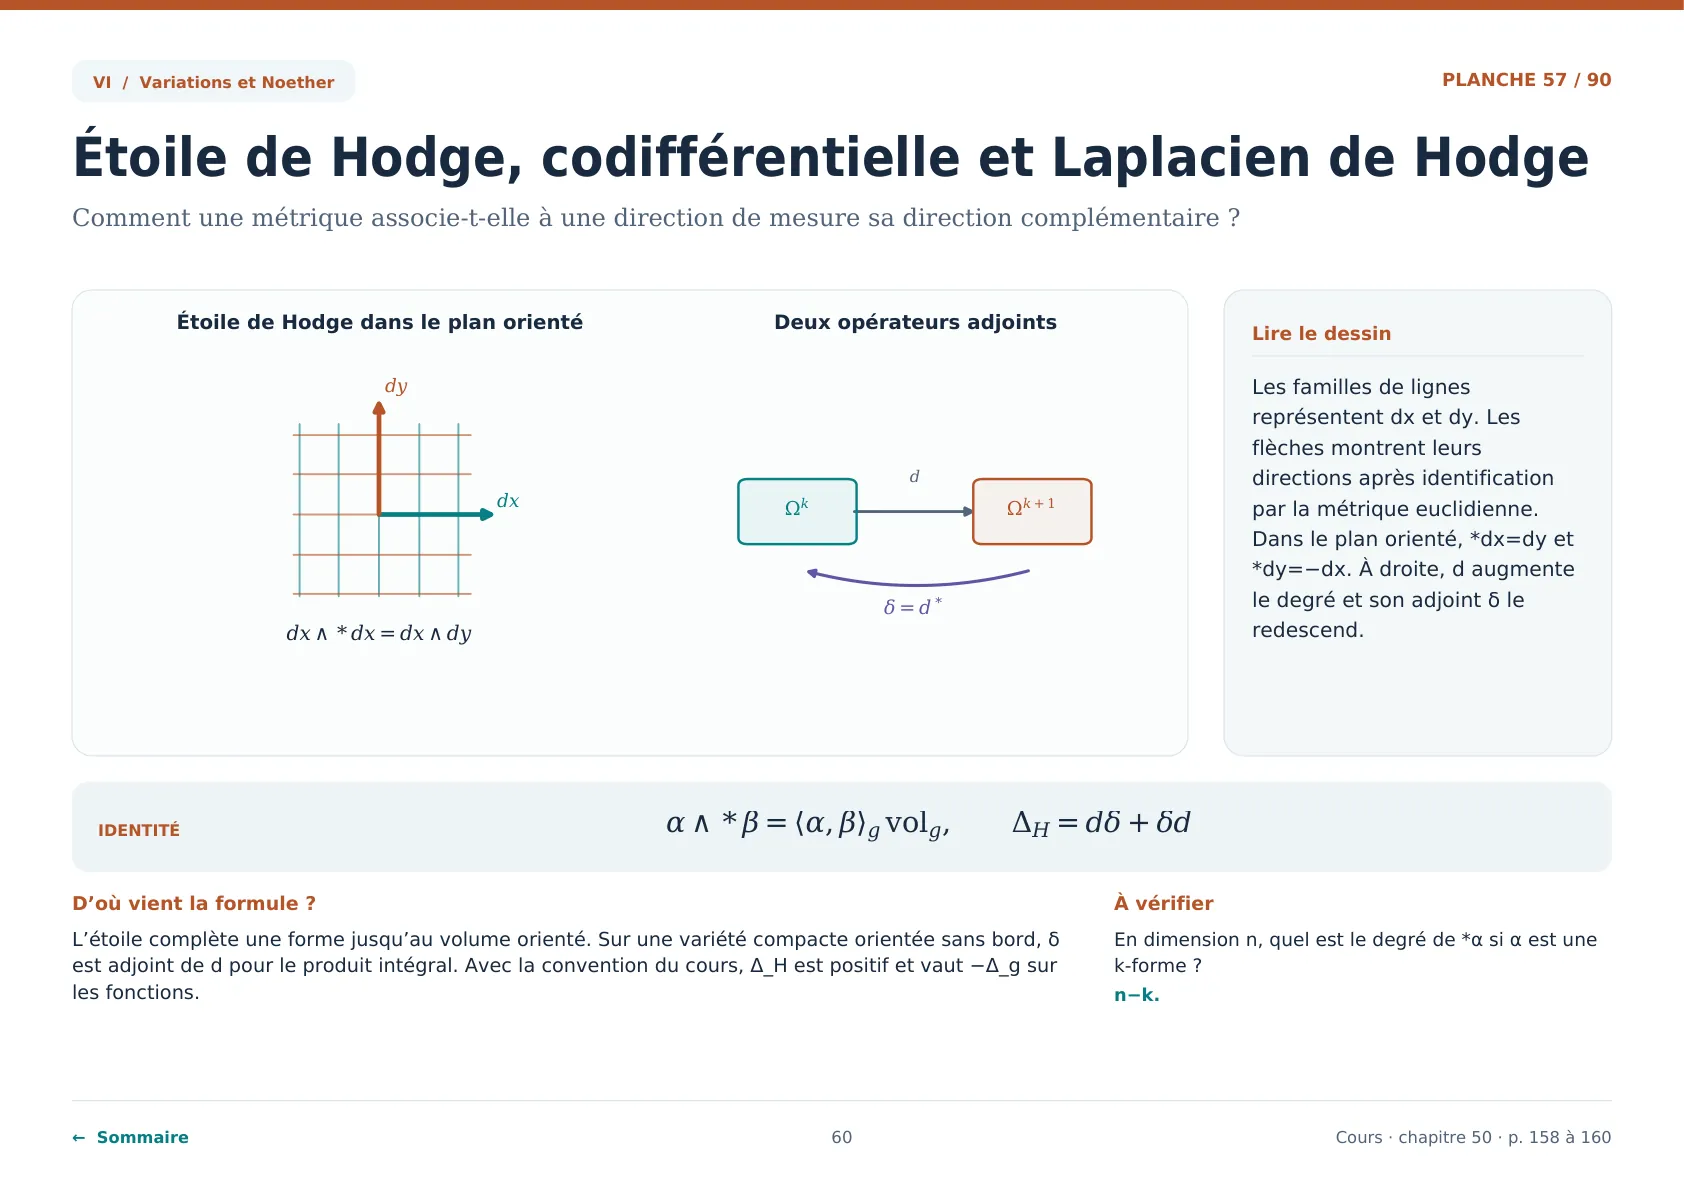 VI / Variations et Noether
PLANCHE 57 / 90
Étoile de Hodge, codifférentielle et Laplacien de Hodge
Comment une métrique associe-t-elle à une direction de mesure sa direction complémentaire ?
Étoile de Hodge dans le plan orienté
dy
dx
dx ∧ *dx = dx ∧ dy
Deux opérateurs adjoints
d
Ωᵏ
Ωᵏ⁺¹
δ = d*
Lire le dessin
Les familles de lignes
représentent dx et dy. Les
flèches montrent leurs
directions après identification
par la métrique euclidienne.
Dans le plan orienté, *dx=dy et
*dy=−dx. À droite, d augmente
le degré et son adjoint δ le
redescend.
IDENTITÉ
α ∧ *β = ⟨α, β⟩_g vol_g,  Δ_H = dδ + δd
D’où vient la formule ?
L’étoile complète une forme jusqu’au volume orienté. Sur une variété compacte orientée sans bord, δ
est adjoint de d pour le produit intégral. Avec la convention du cours, Δ_H est positif et vaut −Δ_g sur
les fonctions.
À vérifier
En dimension n, quel est le degré de *α si α est une
k-forme ?
n−k.
← Sommaire
60
Cours · chapitre 50 · p. 158 à 160